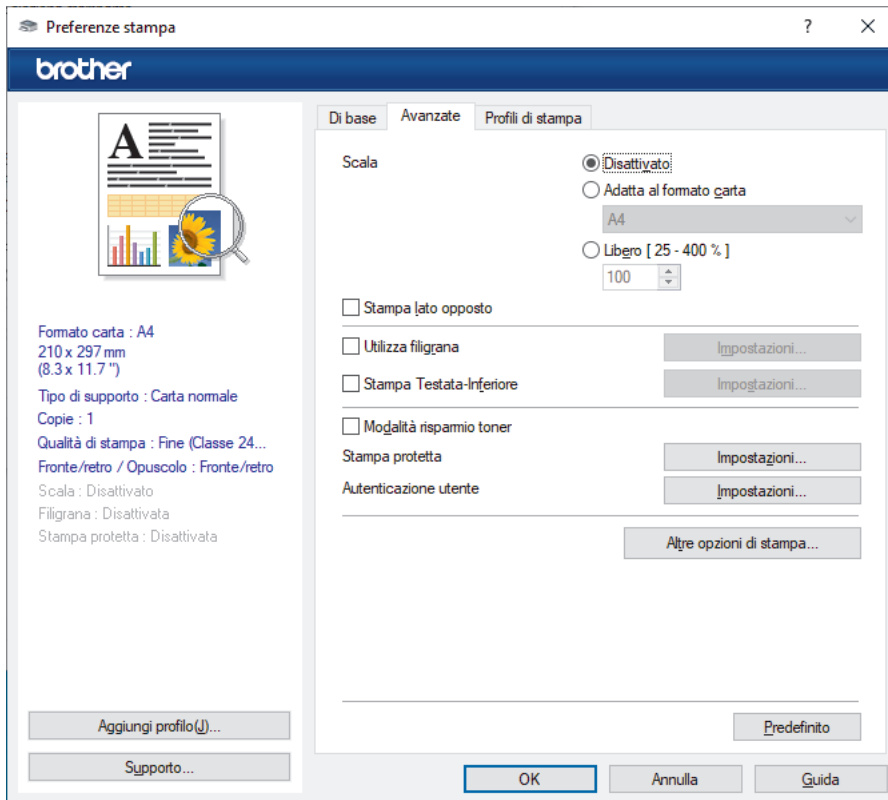 Preferenze stampa
brother
A
Formato carta : A4
210 x 297 mm
(8.3 x 11.7 ")
Tipo di supporto : Carta normale
Copie : 1
Qualità di stampa : Fine (Classe 24...
Fronte/retro / Opuscolo : Fronte/retro
Scala : Disattivato
Filigrana : Disattivata
Stampa protetta : Disattivata
Aggiungi profilo(J)...
Supporto...
Di base
Avanzate
Profili di stampa
Scala
Disattivato
Adatta al formato carta
A4
Libero [ 25 - 400 % ]
100
Stampa lato opposto
Utilizza filigrana
Impostazioni...
Stampa Testata-Inferiore
Impostazioni...
Modalità risparmio toner
Stampa protetta
Impostazioni...
Autenticazione utente
Impostazioni...
Altre opzioni di stampa...
Predefinito
OK
Annulla
Guida